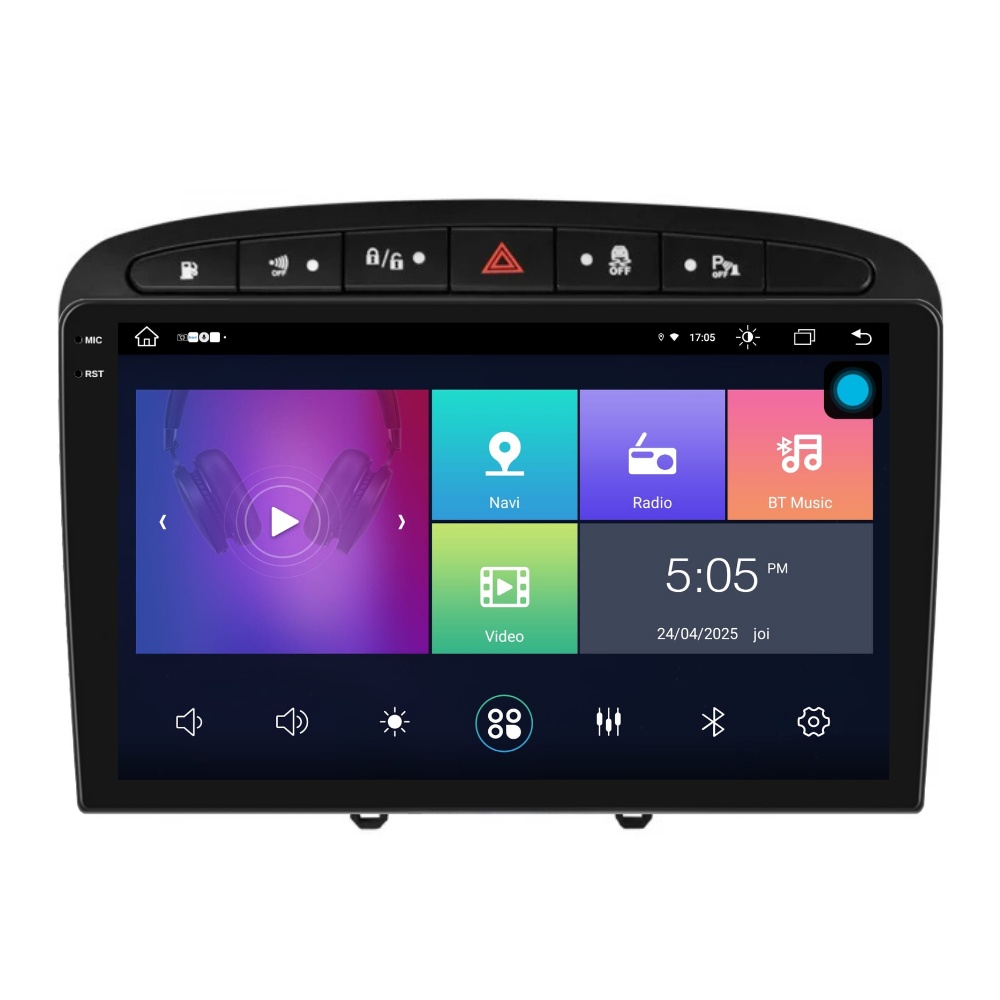 OFF
/
OFF
P
OFF
MIC
17:05
RST
Navi
Radio
BT Music
5:05 PM
Video
24/04/2025 joi